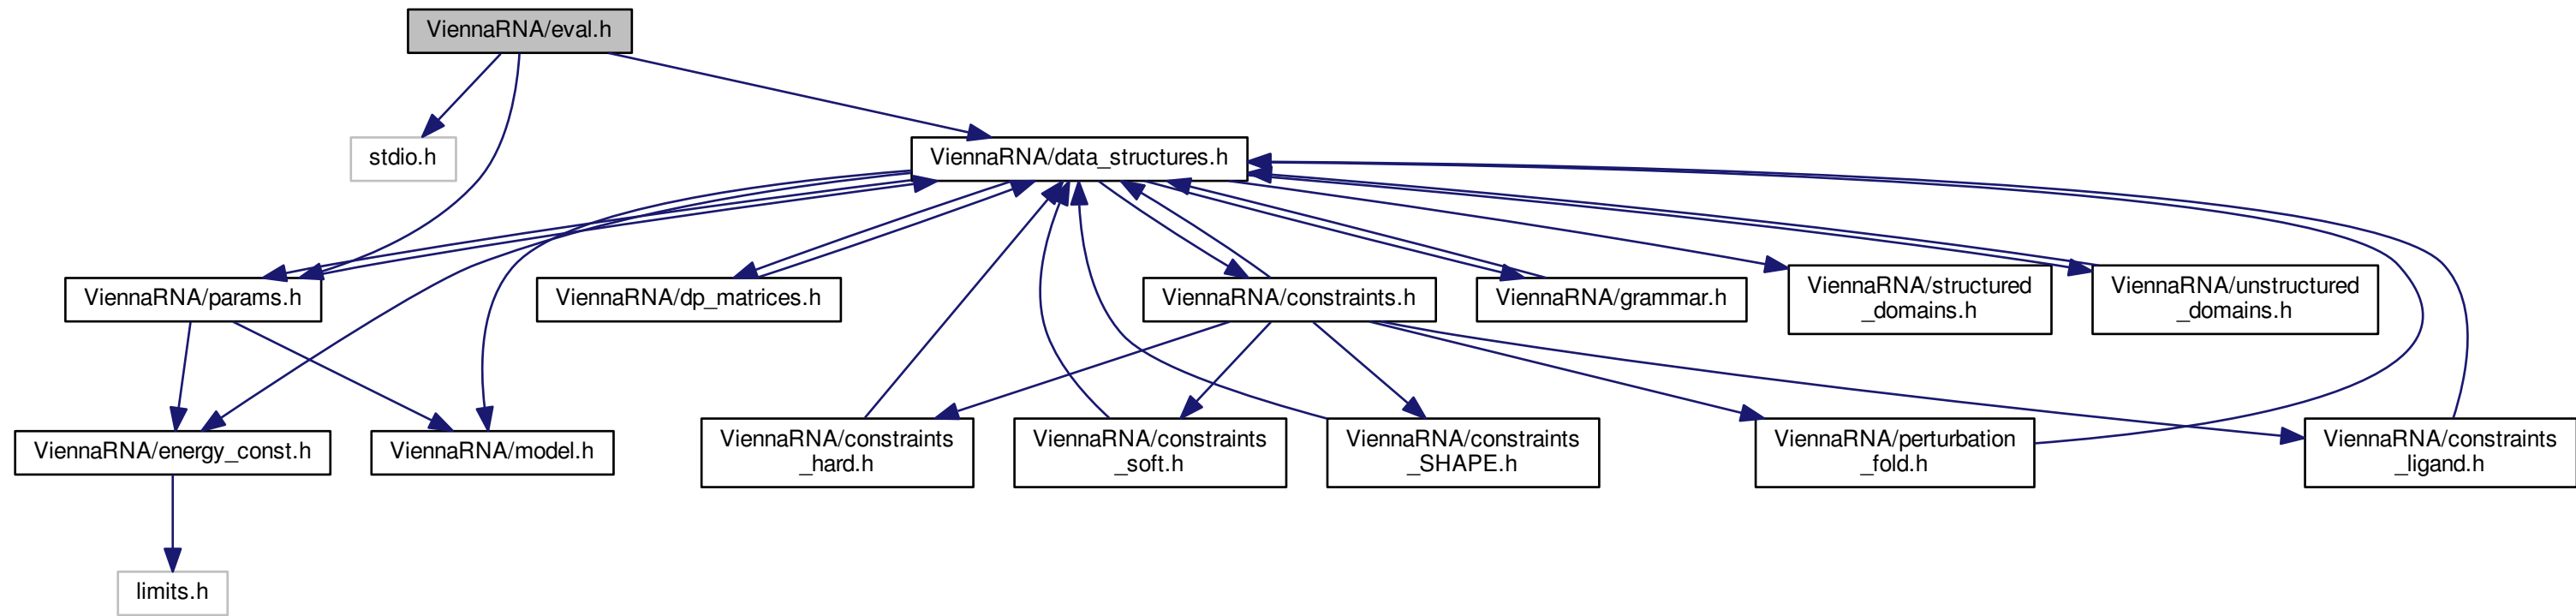 ViennaRNA/eval.h
stdio.h
ViennaRNA/data_structures.h
ViennaRNA/params.h
ViennaRNA/dp_matrices.h
ViennaRNA/constraints.h
ViennaRNA/grammar.h
ViennaRNA/structured
_domains.h
ViennaRNA/unstructured
_domains.h
ViennaRNA/energy_const.h
ViennaRNA/model.h
ViennaRNA/constraints
_hard.h
ViennaRNA/constraints
_soft.h
ViennaRNA/constraints
_SHAPE.h
ViennaRNA/perturbation
_fold.h
ViennaRNA/constraints
_ligand.h
limits.h